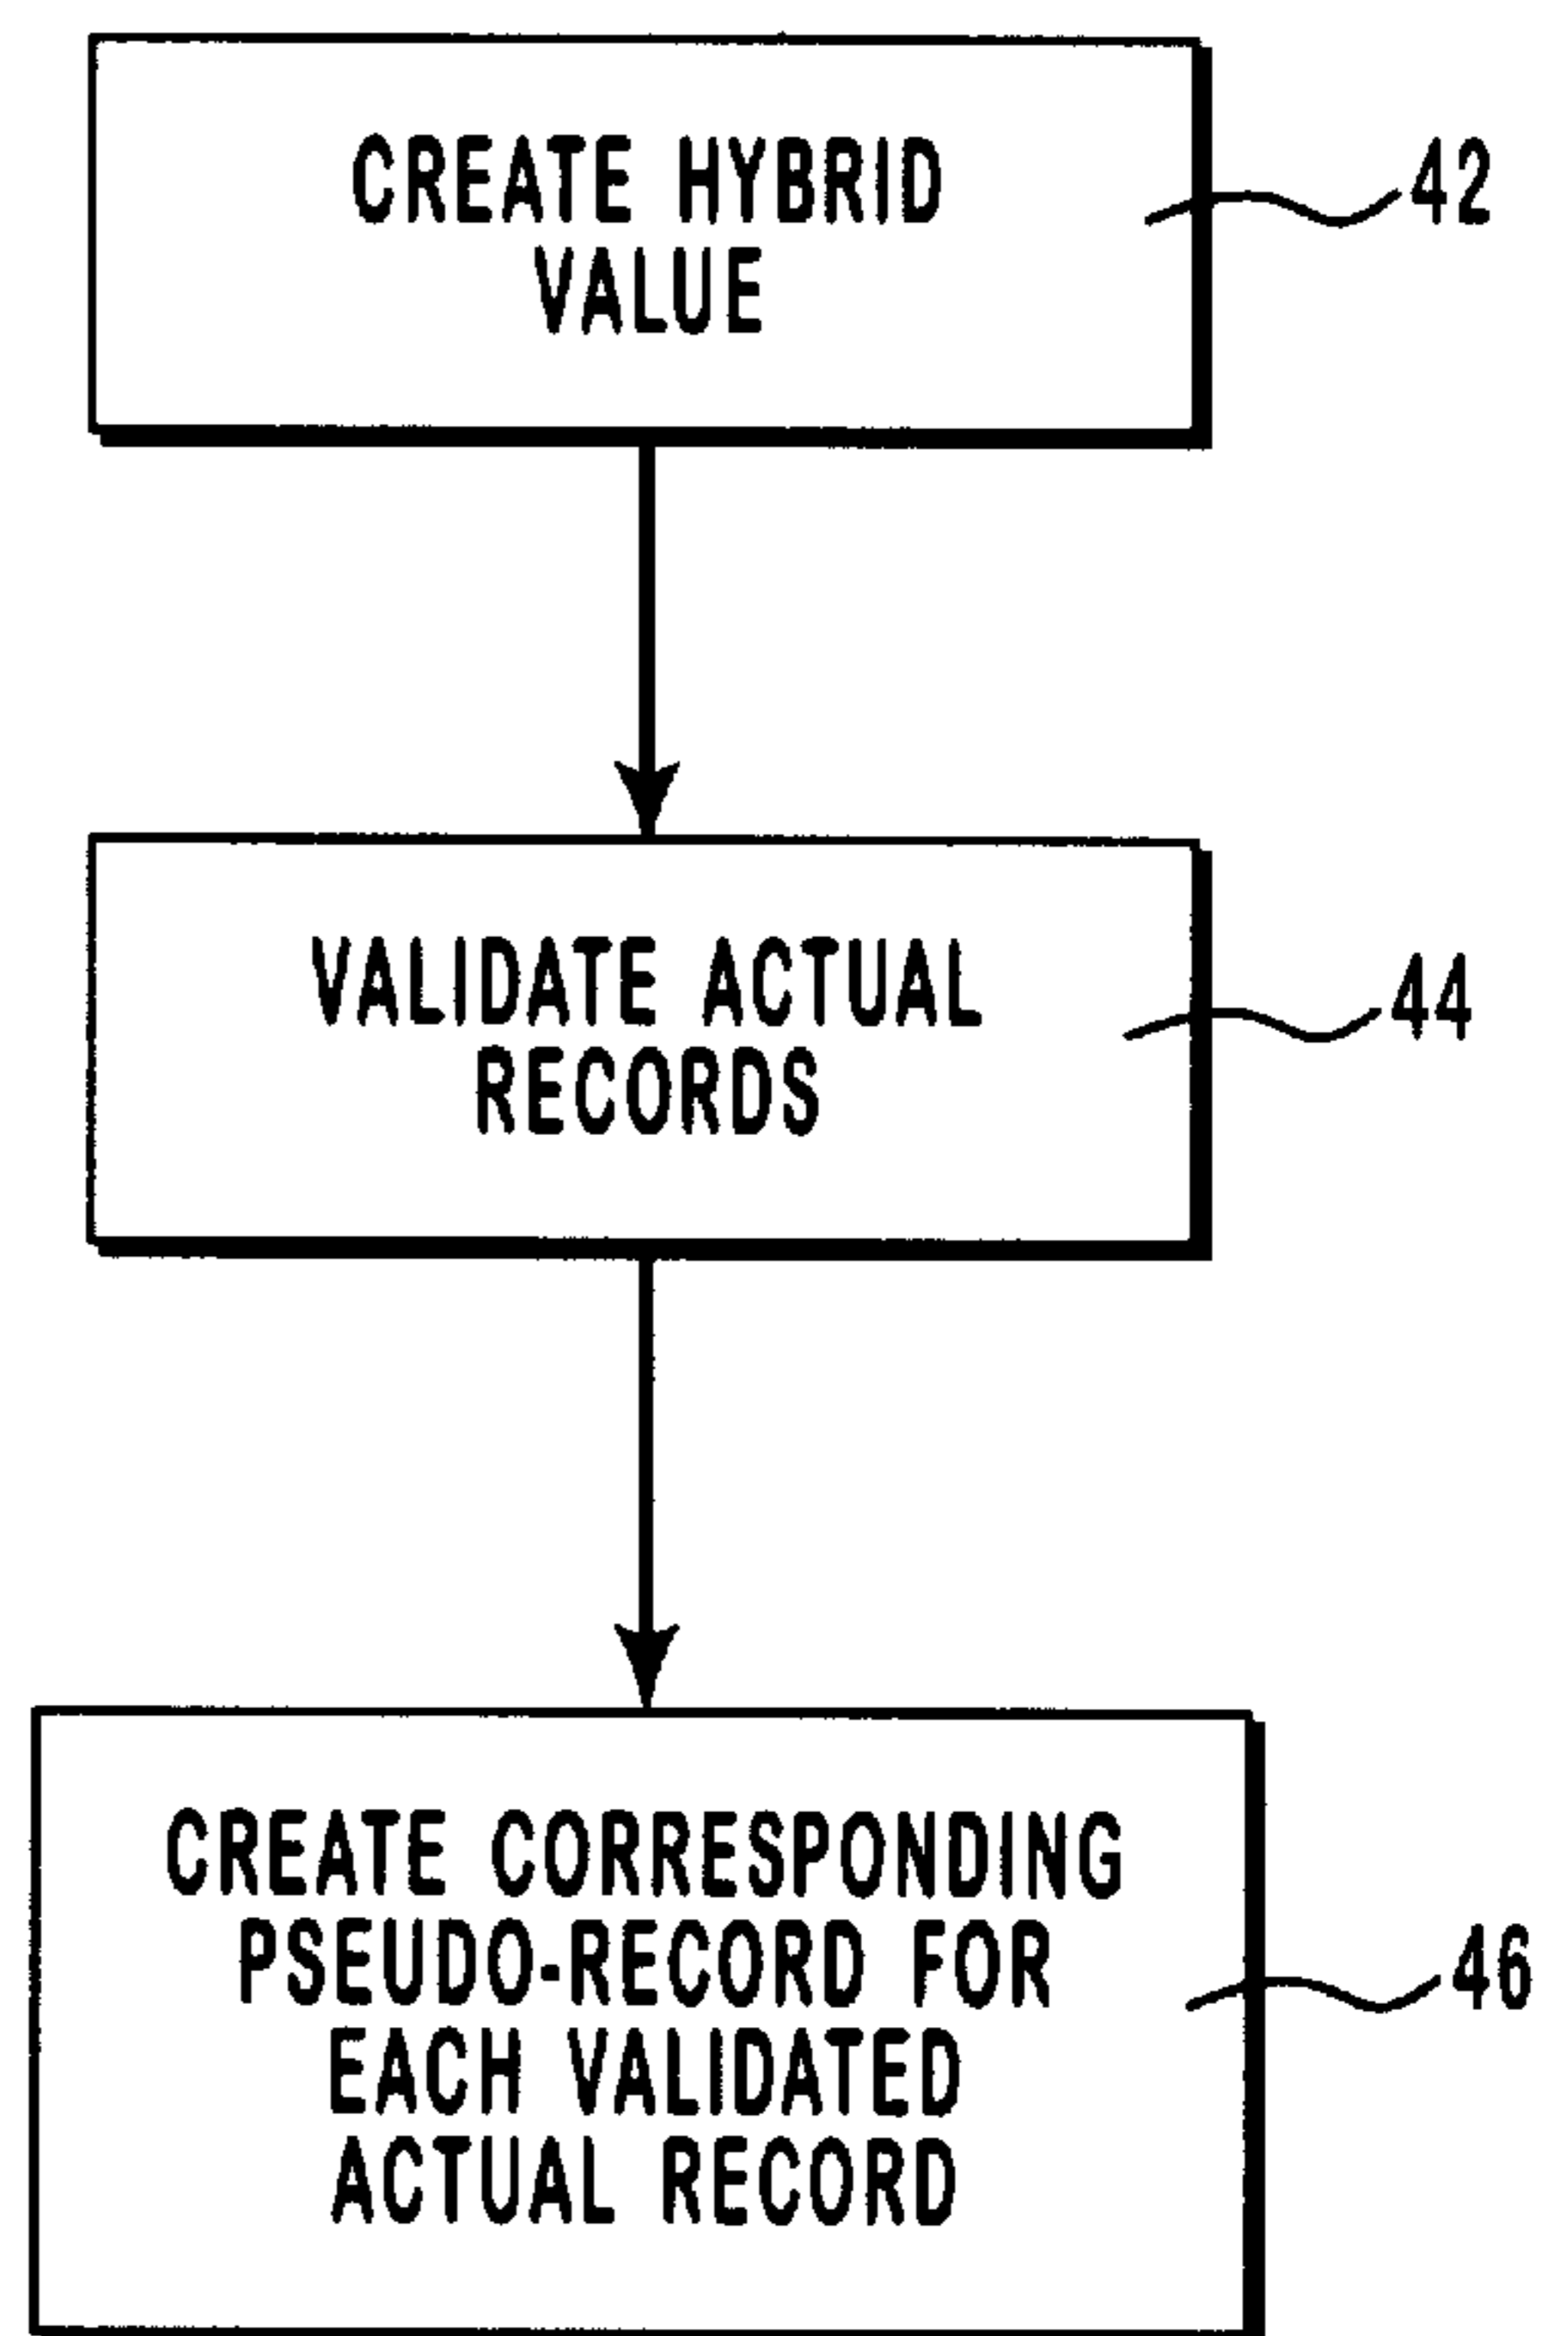 CREATE HYBRID
VALUE
42
VALIDATE ACTUAL
RECORDS
44
CREATE CORRESPONDING
PSEUDO-RECORD FOR
EACH VALIDATED
ACTUAL RECORD
46